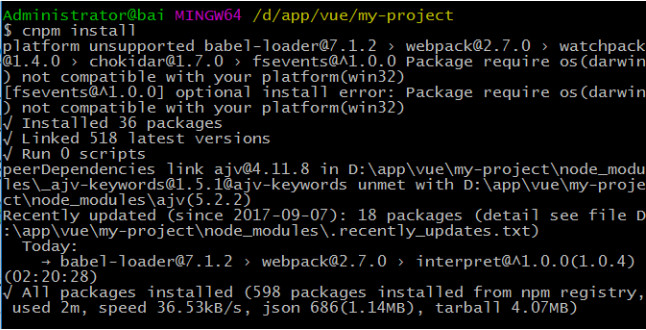 Administrator@bai MINGW64 /d/app/vue/my-project
$ cnpm install
platform unsupported babel-loader@7.1.2 › webpack@2.7.0 › watchpack
@1.4.0 › chokidar@1.7.0 › fsevents@^1.0.0 Package require os(darwin
) not compatible with your platform(win32)
[fsevents@^1.0.0] optional install error: Package require os(darwin
) not compatible with your platform(win32)
√ Installed 36 packages
√ Linked 518 latest versions
√ Run 0 scripts
peerDependencies link ajv@4.11.8 in D:\app\vue\my-project\node_modu
les\_ajv-keywords@1.5.1@ajv-keywords unmet with D:\app\vue\my-proje
ct\node_modules\ajv(5.2.2)
Recently updated (since 2017-09-07): 18 packages (detail see file D
:\app\vue\my-project\node_modules\.recently_updates.txt)
  Today:
    → babel-loader@7.1.2 › webpack@2.7.0 › interpret@^1.0.0(1.0.4)
(02:20:28)
√ All packages installed (598 packages installed from npm registry,
 used 2m, speed 36.53kB/s, json 686(1.14MB), tarball 4.07MB)